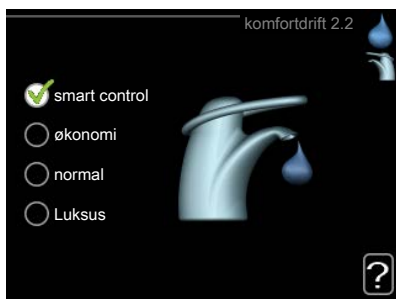 komfortdrift 2.2
smart control
økonomi
normal
Luksus
?